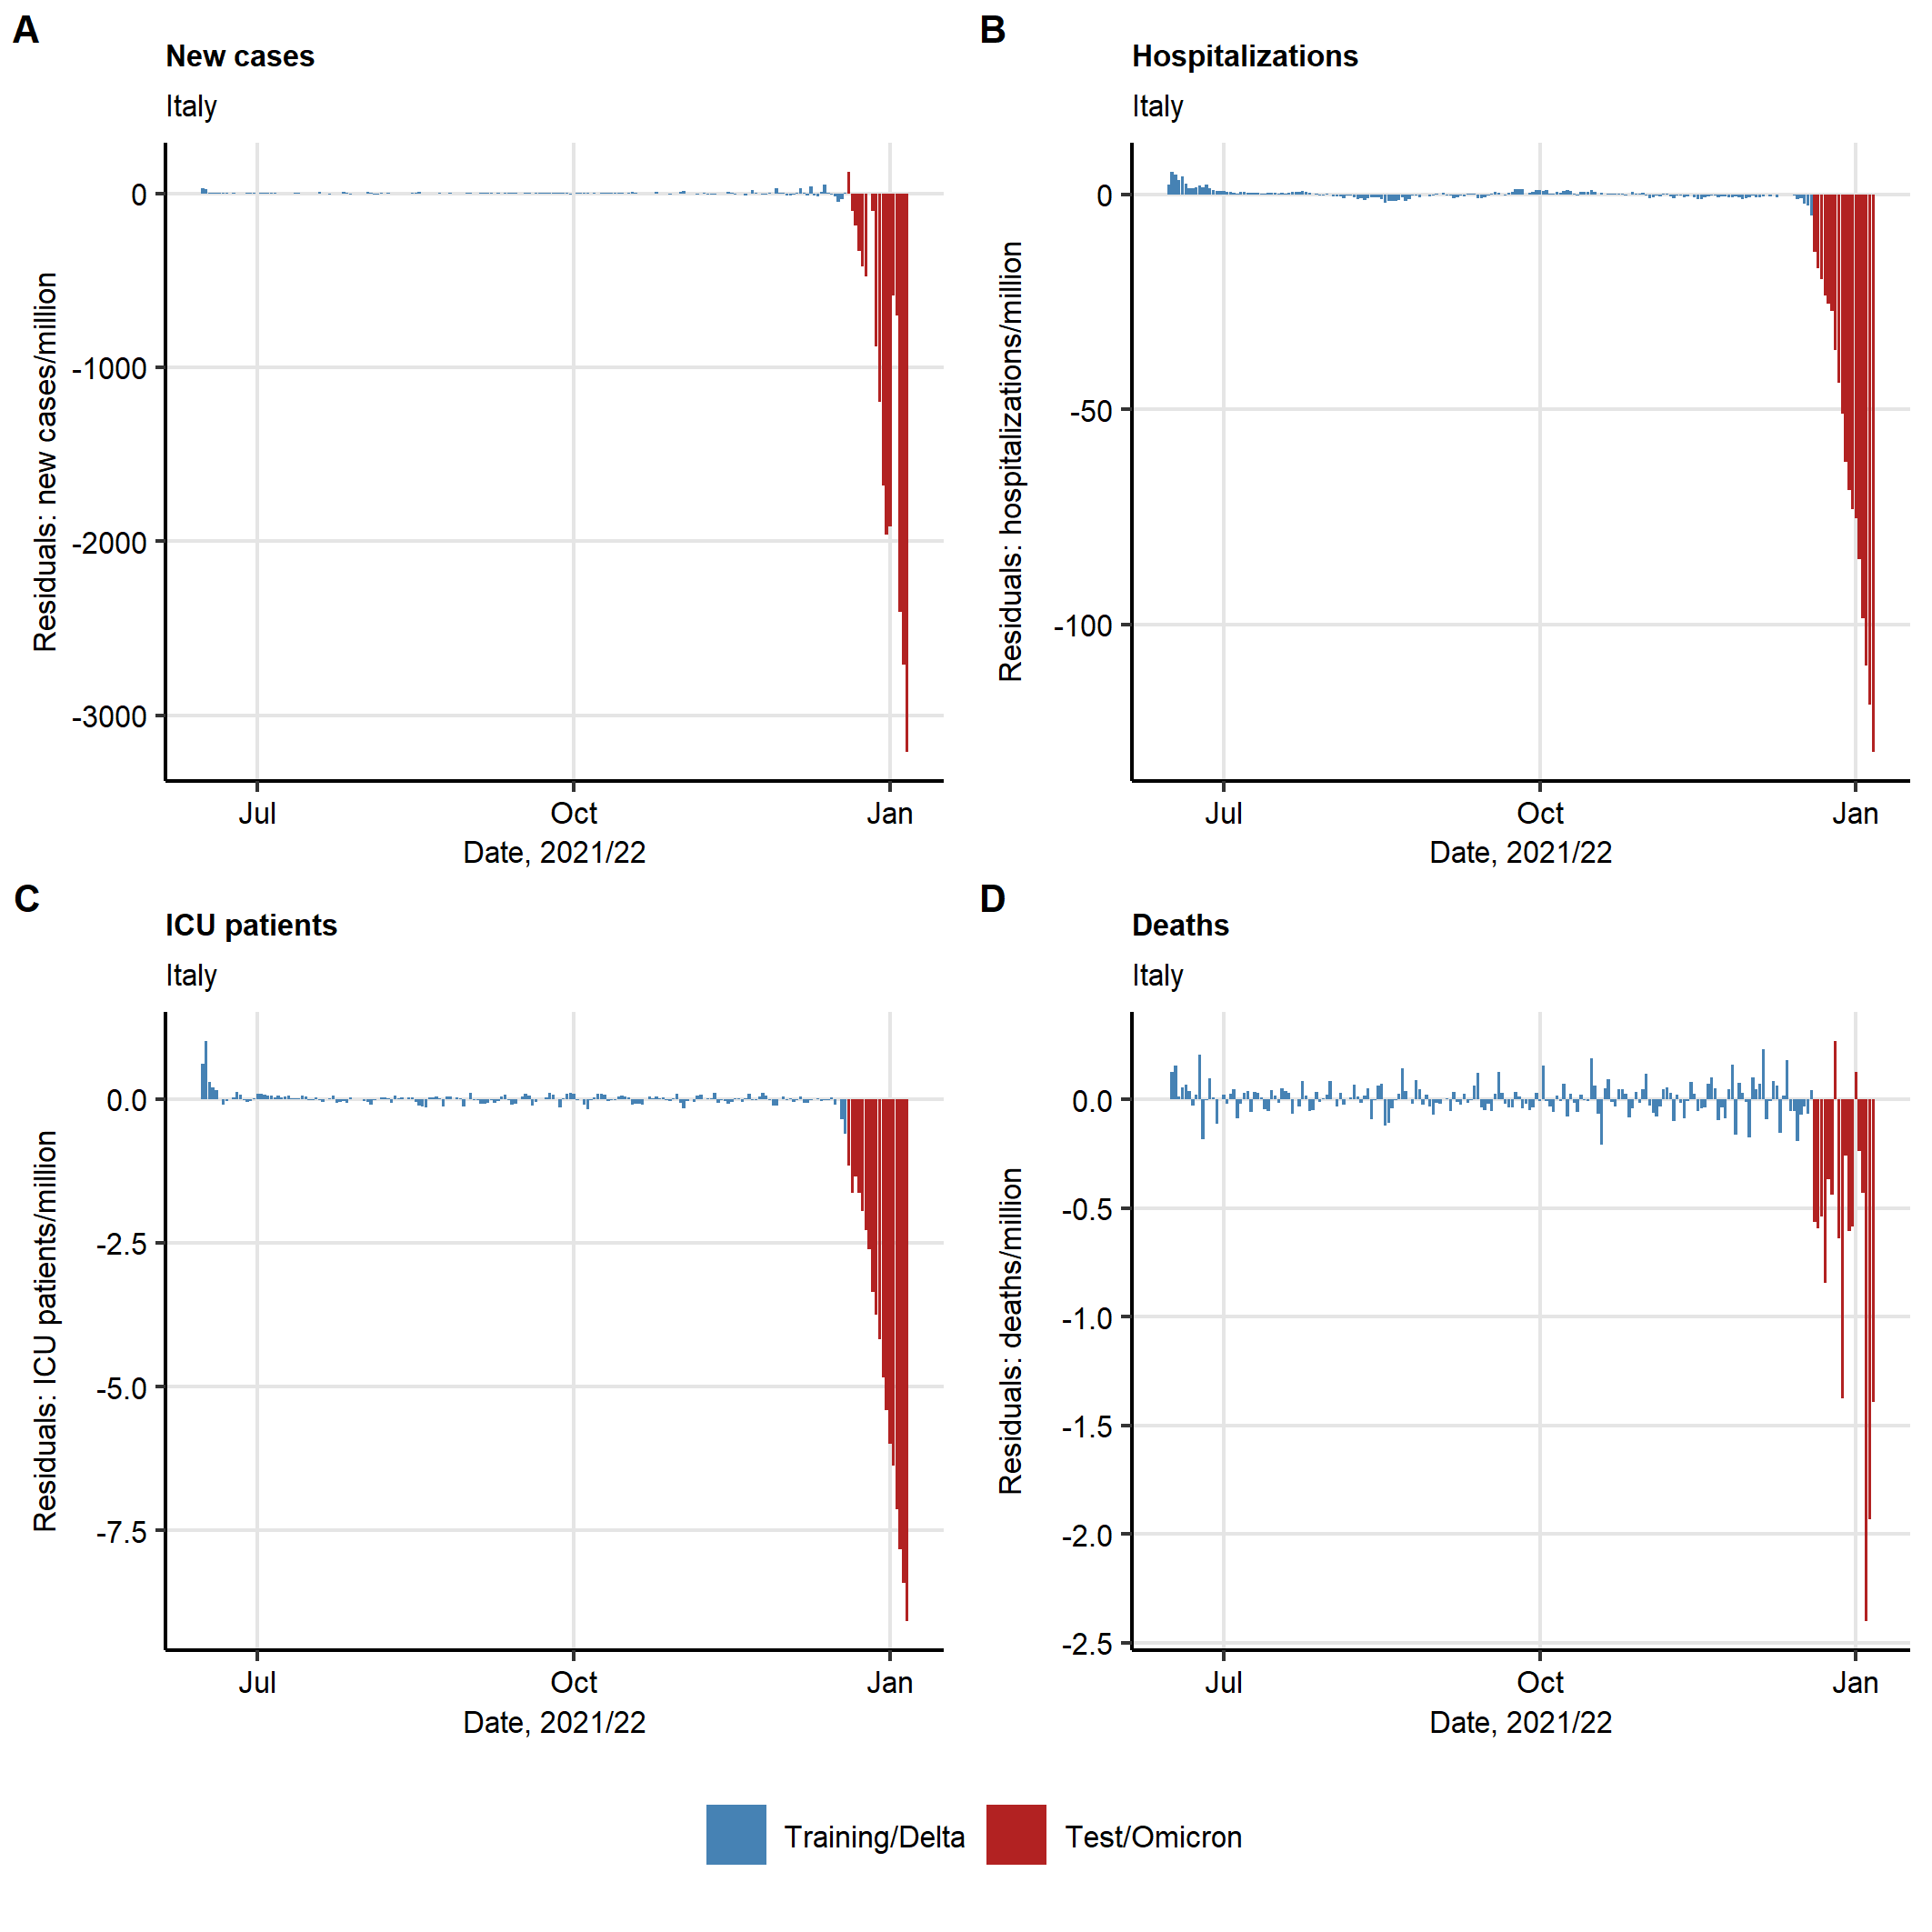 A
New cases
Italy
Residuals: new cases/million
0
-1000
-2000
-3000
Jul Oct Jan
Date, 2021/22
B
Hospitalizations
Italy
Residuals: hospitalizations/million
0
-50
-100
Jul Oct Jan
Date, 2021/22
C
ICU patients
Italy
Residuals: ICU patients/million
0.0
-2.5
-5.0
-7.5
Jul Oct Jan
Date, 2021/22
D
Deaths
Italy
Residuals: deaths/million
0.0
-0.5
-1.0
-1.5
-2.0
-2.5
Jul Oct Jan
Date, 2021/22
Training/Delta Test/Omicron